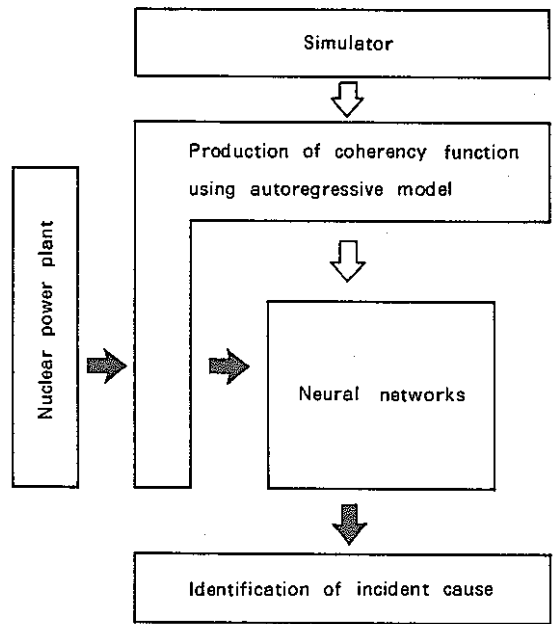 Simulator
Production of coherency function
using autoregressive model
Nuclear power plant
Neural networks
Identification of incident cause